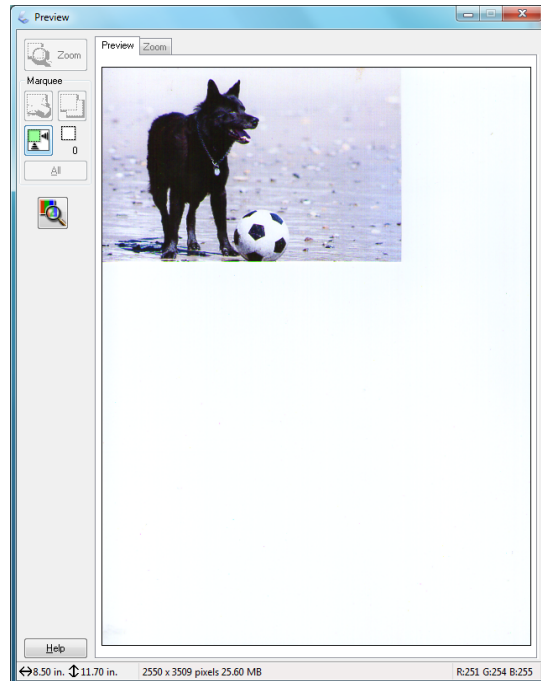 Preview
Zoom
Preview Zoom
Marquee
0
All
Help
8.50 in. 11.70 in. 2550 x 3509 pixels 25.60 MB R:251 G:254 B:255